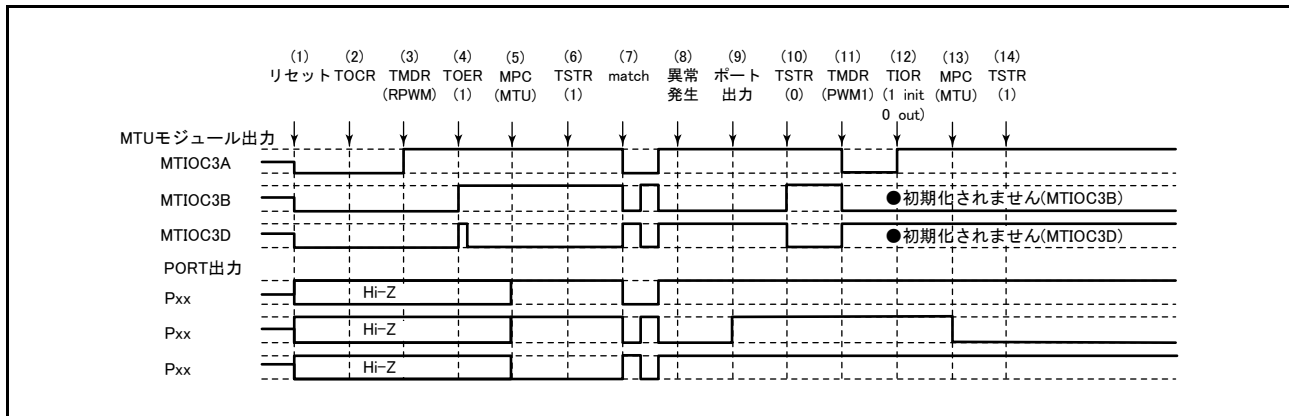 (1) (2) (3) (4) (5) (6) (7) (8) (9) (10) (11) (12) (13) (14)
リセット TOCR TMDR TOER MPC TSTR match 異常 ポート TSTR TMDR TIOR MPC TSTR
(RPWM) (1) (MTU) (1) 発生 出力 (0) (PWM1) (1 init (MTU) (1)
0 out)
MTUモジュール出力
MTIOC3A
MTIOC3B ●初期化されません(MTIOC3B)
MTIOC3D ●初期化されません(MTIOC3D)
PORT出力
Pxx Hi-Z
Pxx Hi-Z
Pxx Hi-Z